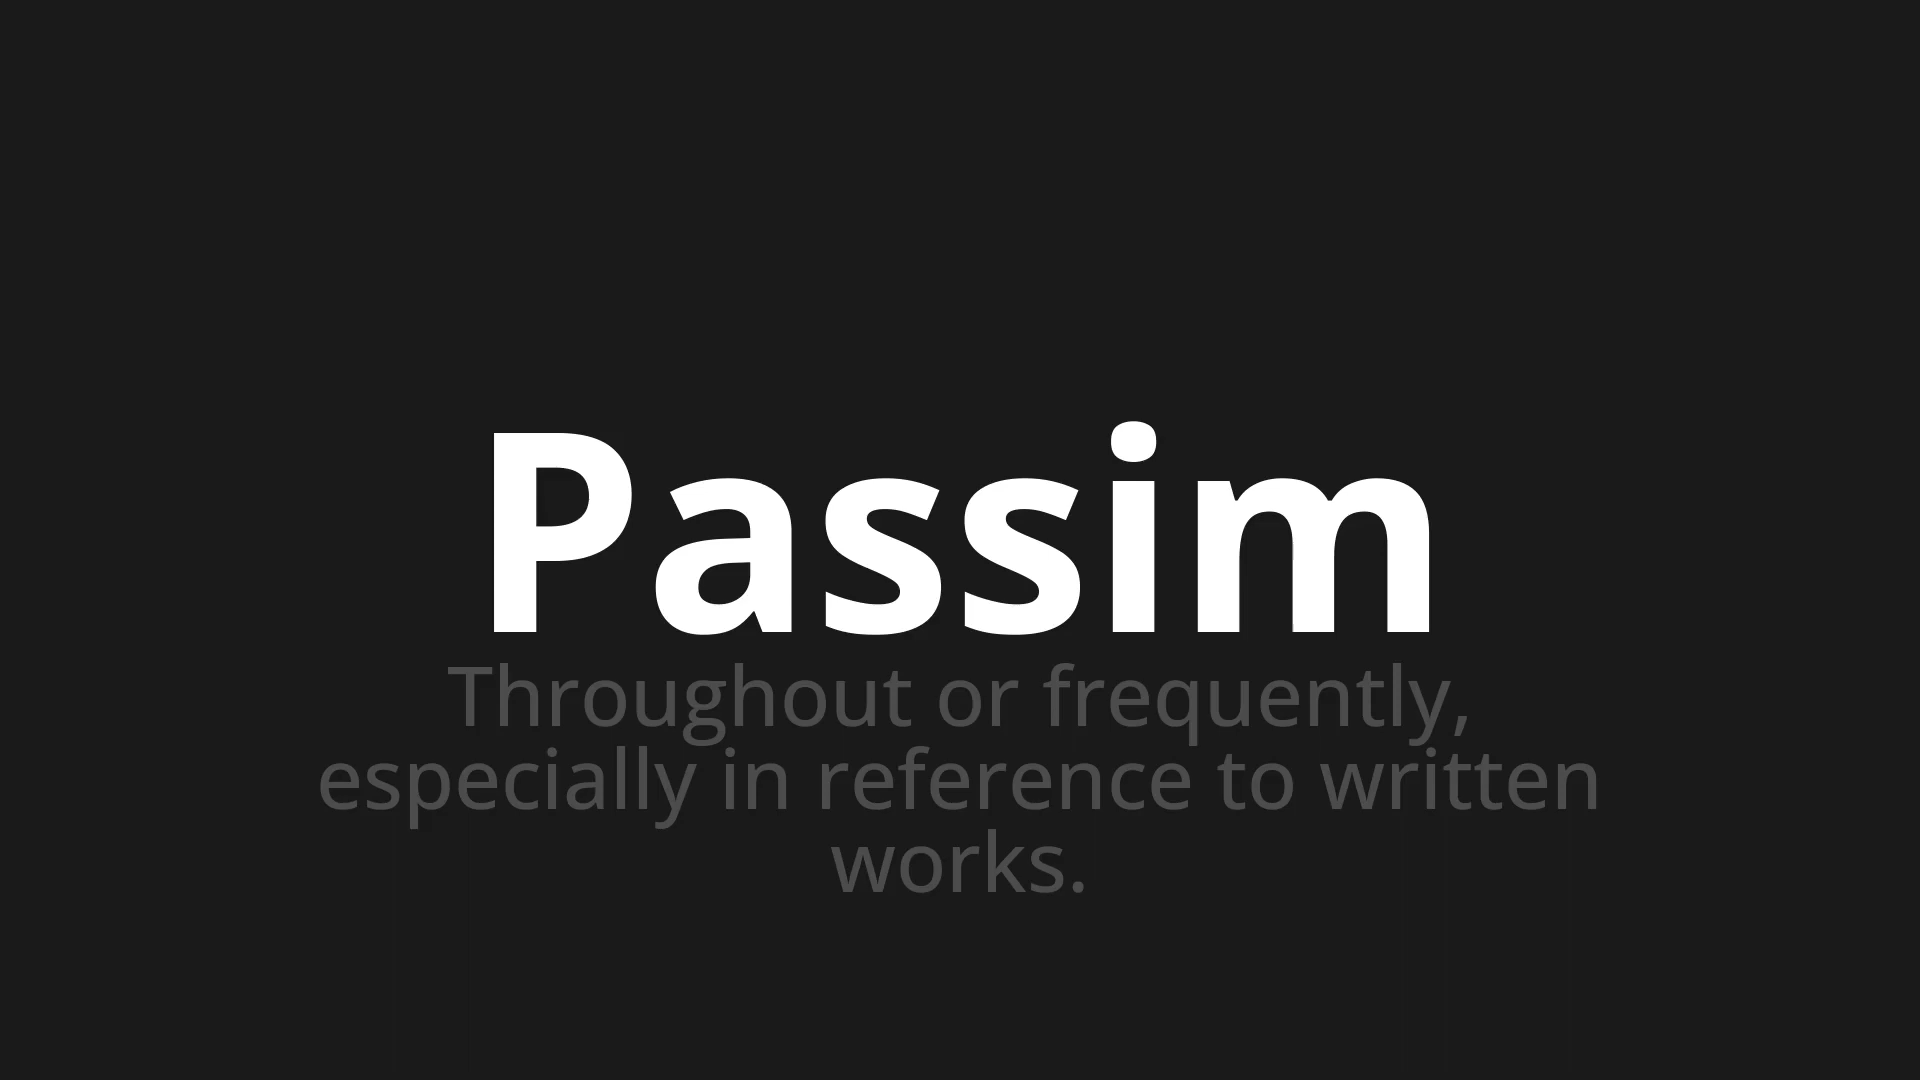 Passim
Throughout or frequently,
especially in reference to written
works.